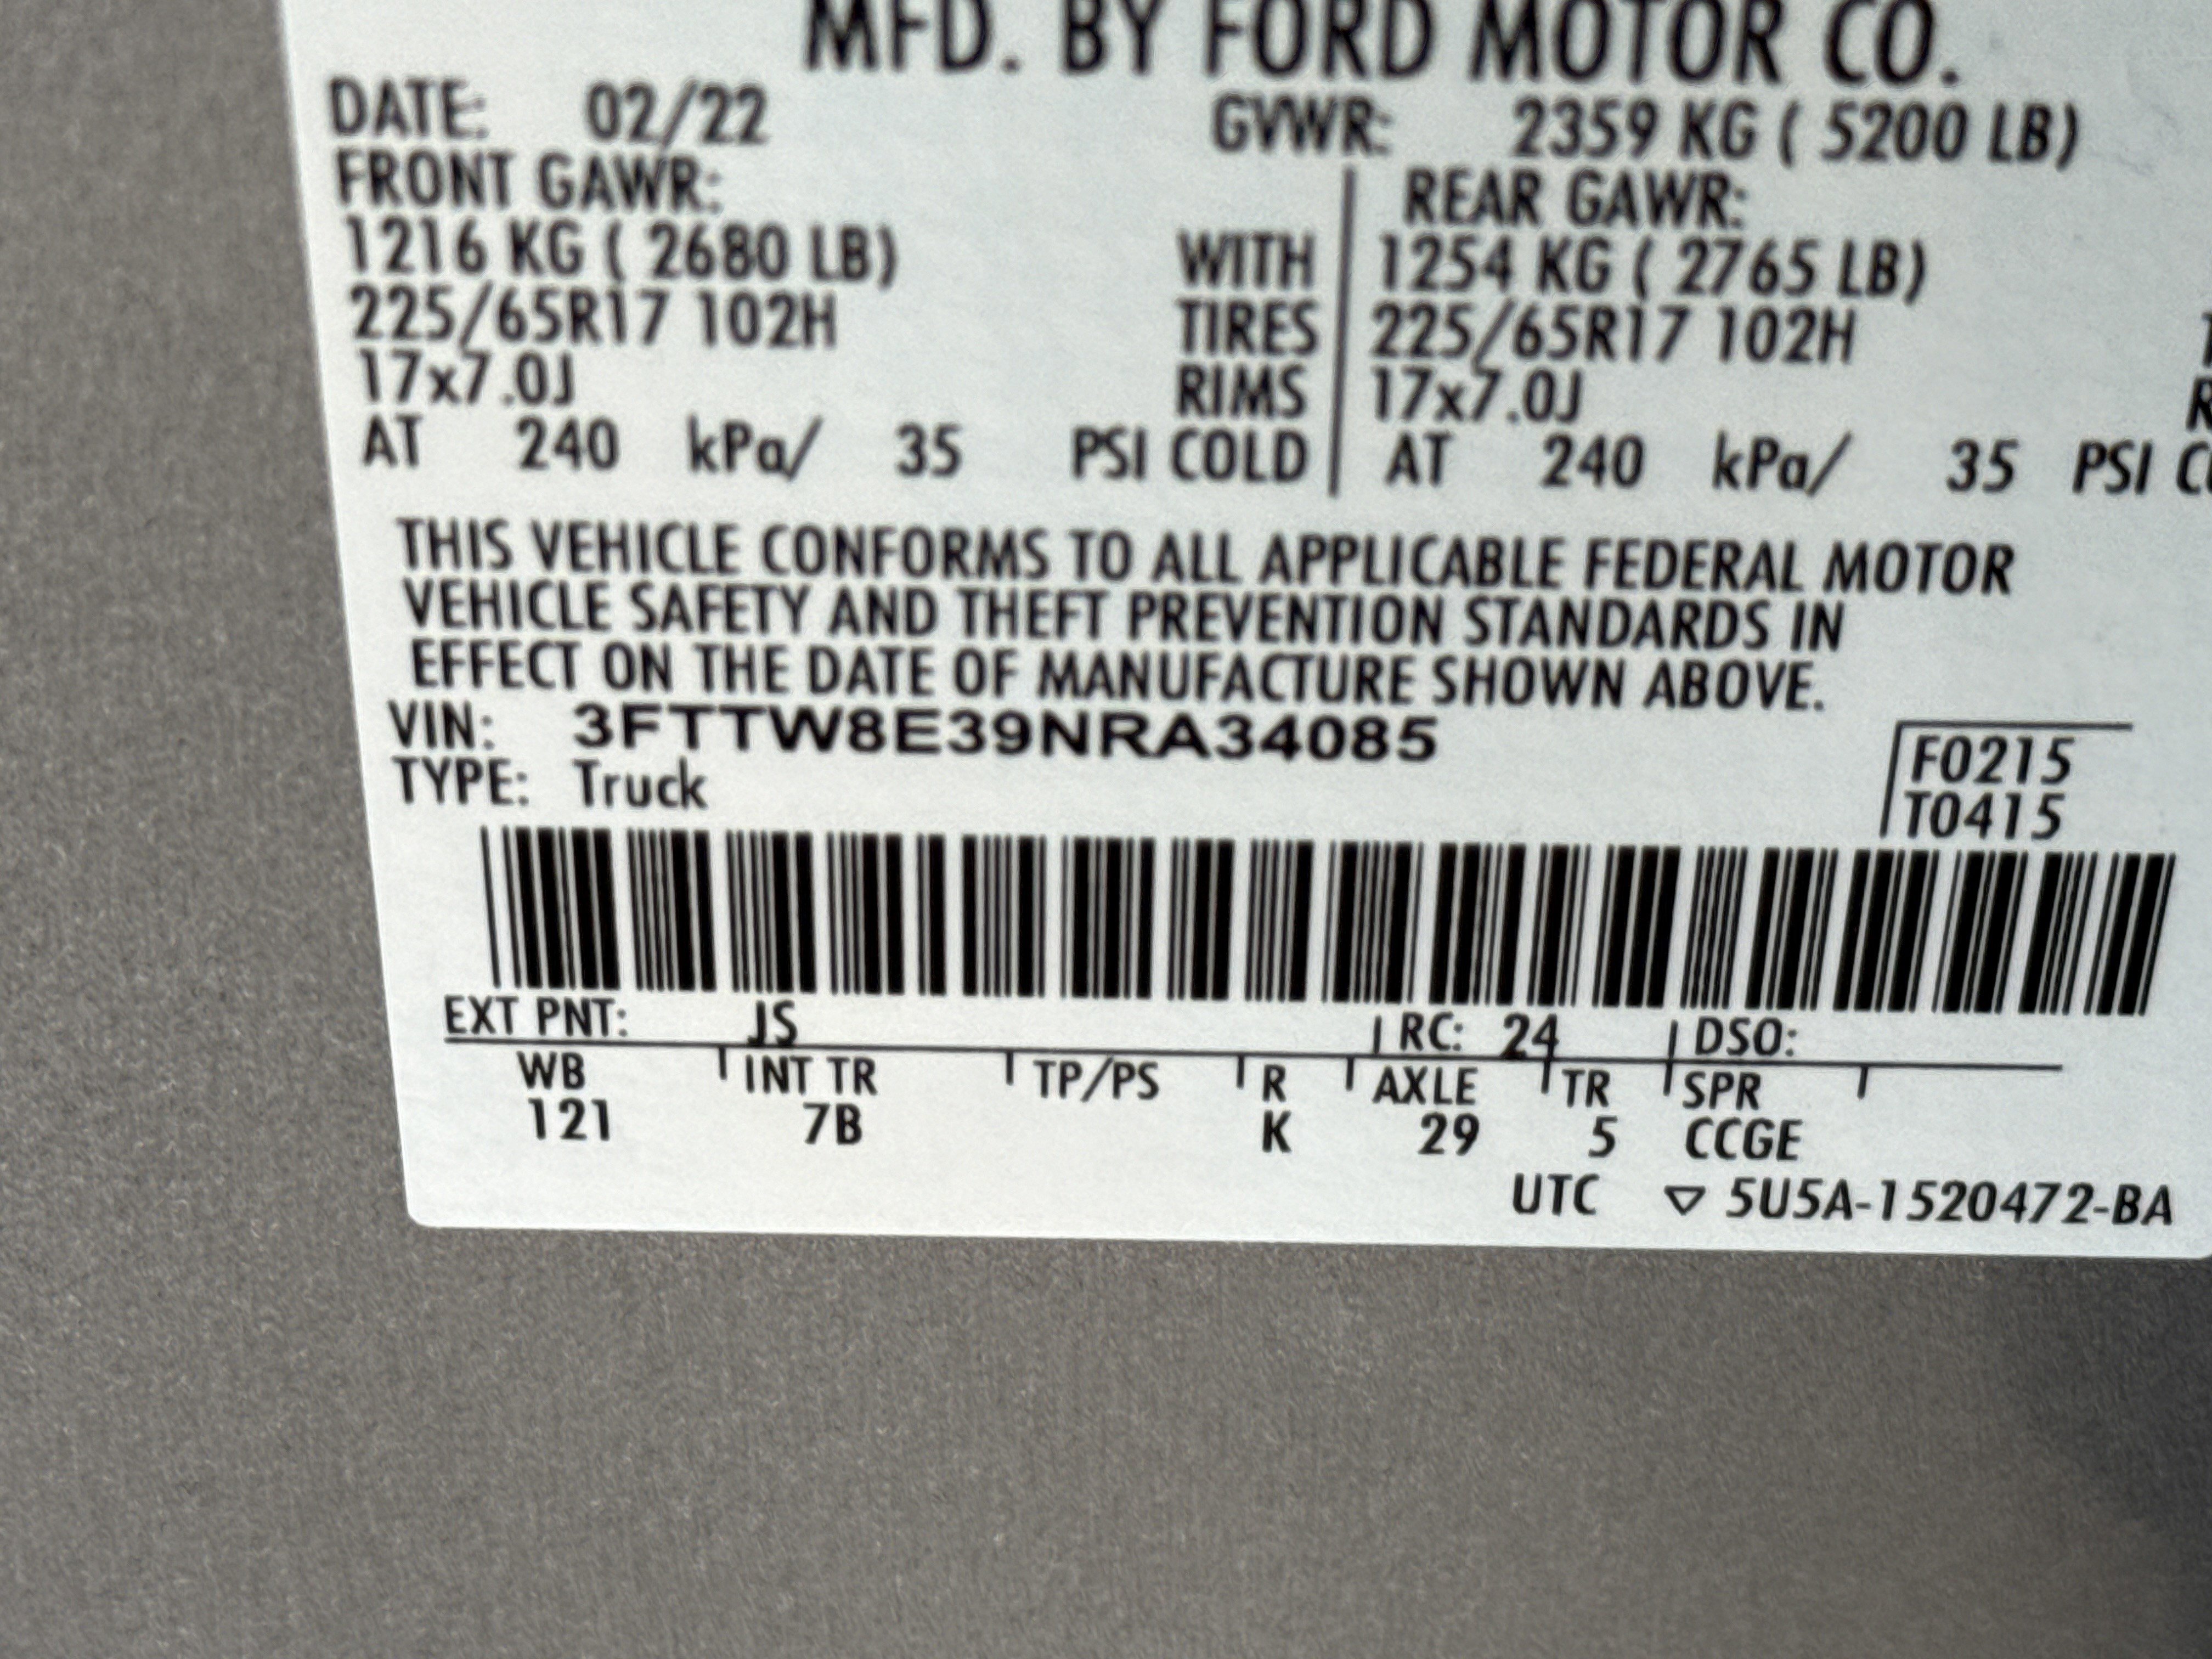 MFD. BY FORD MOTOR CO.
DATE: 02/22 GVWR: 2359 KG ( 5200 LB)
FRONT GAWR: REAR GAWR:
1216 KG ( 2680 LB) WITH 1254 KG ( 2765 LB)
225/65R17 102H TIRES 225/65R17 102H
17x7.0J RIMS 17x7.0J
AT 240 kPa/ 35 PSI COLD AT 240 kPa/ 35 PSI
THIS VEHICLE CONFORMS TO ALL APPLICABLE FEDERAL MOTOR
VEHICLE SAFETY AND THEFT PREVENTION STANDARDS IN
EFFECT ON THE DATE OF MANUFACTURE SHOWN ABOVE.
VIN: 3FTTW8E39NRA34085
F0215
TYPE: Truck
T0415
EXT PNT: JS RC: 24 DSO:
WB INT TR TP/PS R AXLE TR SPR
121 7B K 29 5 CCGE
UTC ▽ 5U5A-1520472-BA